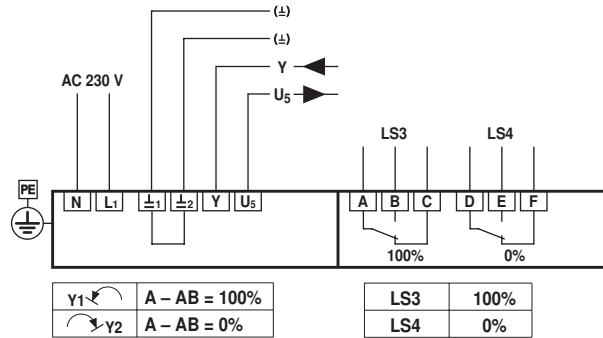 (⊥)
(⊥)
Y
AC 230 V
U5
LS3 LS4
PE
N L1 ⊥1 ⊥2 Y U5 A B C D E F
100% 0%
Y1 A – AB = 100%
Y2 A – AB = 0%
LS3 100%
LS4 0%